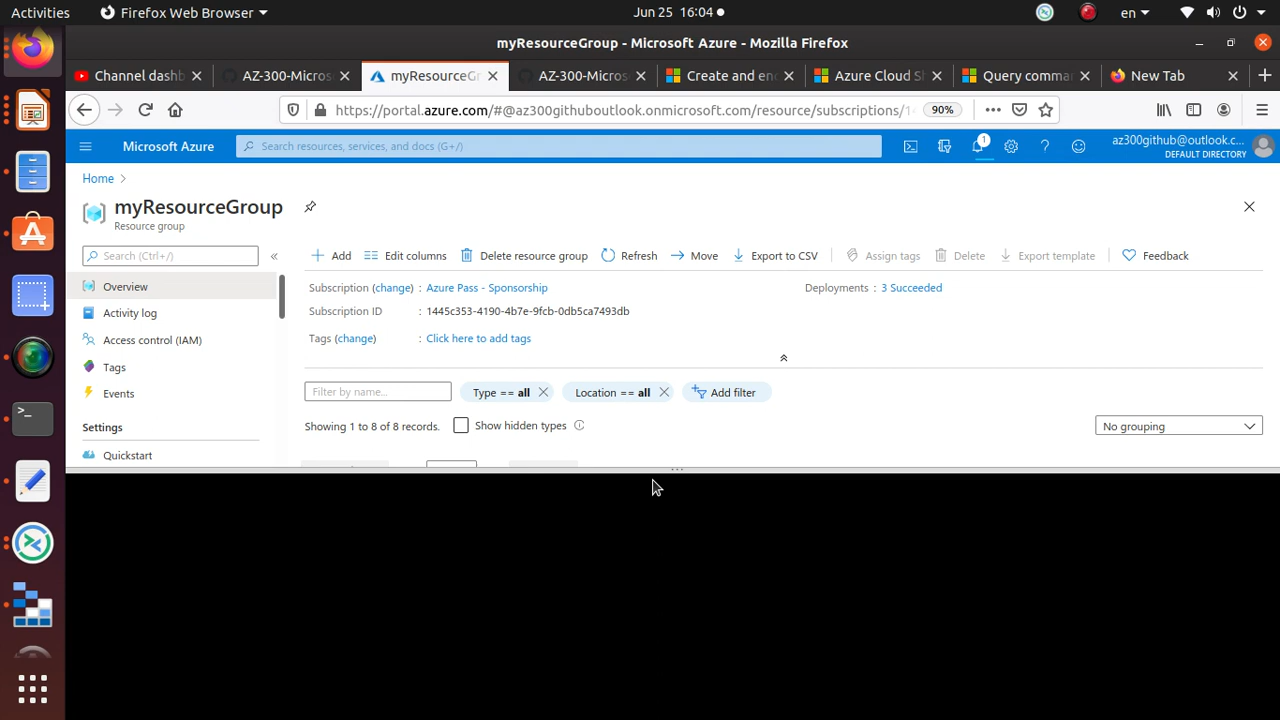 Activities Firefox Web Browser Jun 25 16:04 en
myResourceGroup - Microsoft Azure - Mozilla Firefox
Channel dashb AZ-300-Micros myResourceG AZ-300-Micros Create and en Azure Cloud S Query comma New Tab
https://portal.azure.com/#@az300githuboutlook.onmicrosoft.com/resource/subscriptions/1 90%
Microsoft Azure Search resources, services, and docs (G+/) 1 az300github@outlook.c...
DEFAULT DIRECTORY
Home
myResourceGroup
Resource group
Search (Ctrl+/) Add Edit columns Delete resource group Refresh Move Export to CSV Assign tags Delete Export template Feedback
Overview Subscription (change) : Azure Pass - Sponsorship Deployments : 3 Succeeded
Activity log Subscription ID : 1445c353-4190-4b7e-9fcb-0db5ca7493db
Access control (IAM) Tags (change) : Click here to add tags
Tags
Events Filter by name... Type == all Location == all Add filter
Settings Showing 1 to 8 of 8 records. Show hidden types No grouping
Quickstart